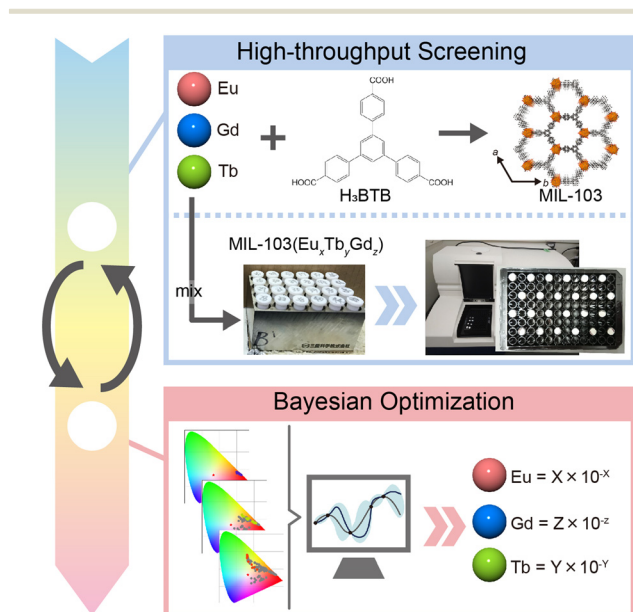 High-throughput Screening
Eu
Gd
Tb
COOH
HOOC
COOH
H₃BTB
a
b
MIL-103
MIL-103(EuₓTbᵧGd_z)
mix
Bayesian Optimization
Eu = X × 10⁻ˣ
Gd = Z × 10⁻ᶻ
Tb = Y × 10⁻ʸ